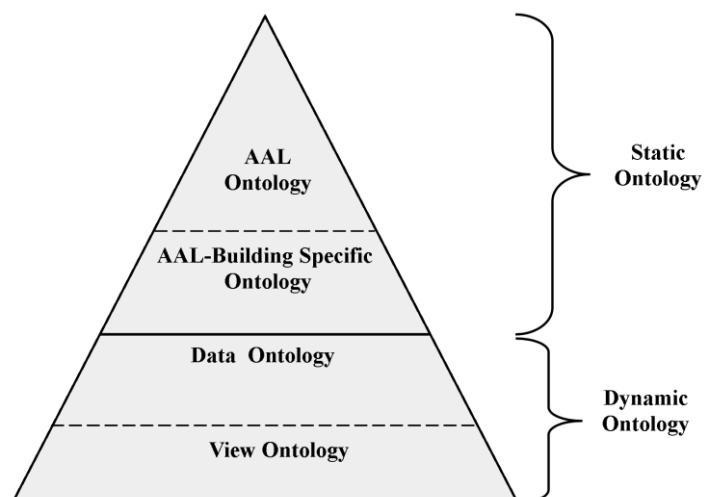 AAL
Ontology
Static
Ontology
AAL-Building Specific
Ontology
Data Ontology
Dynamic
Ontology
View Ontology